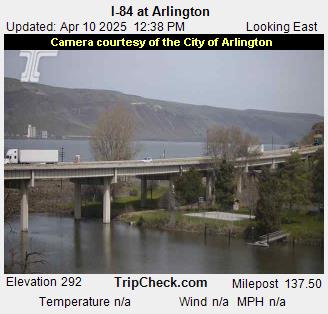 I-84 at Arlington
Updated: Apr 10 2025 12:38 PM Looking East
Camera courtesy of the City of Arlington
Elevation 292 TripCheck.com Milepost 137.50
Temperature n/a Wind n/a MPH n/a